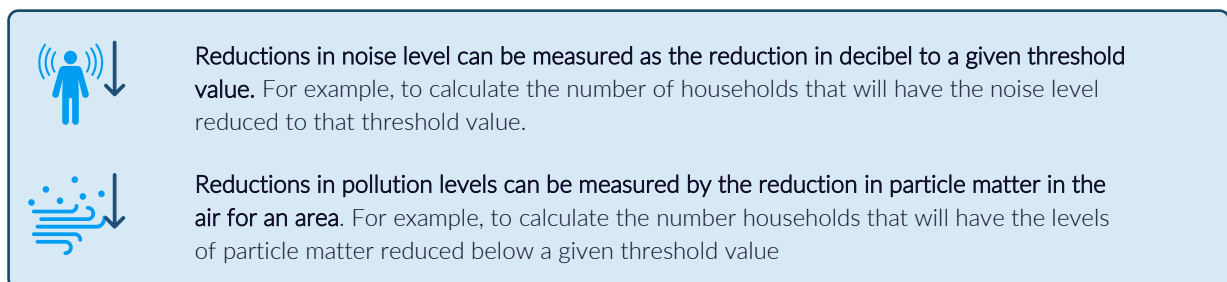 Reductions in noise level can be measured as the reduction in decibel to a given threshold
value. For example, to calculate the number of households that will have the noise level
reduced to that threshold value.
Reductions in pollution levels can be measured by the reduction in particle matter in the
air for an area. For example, to calculate the number households that will have the levels
of particle matter reduced below a given threshold value